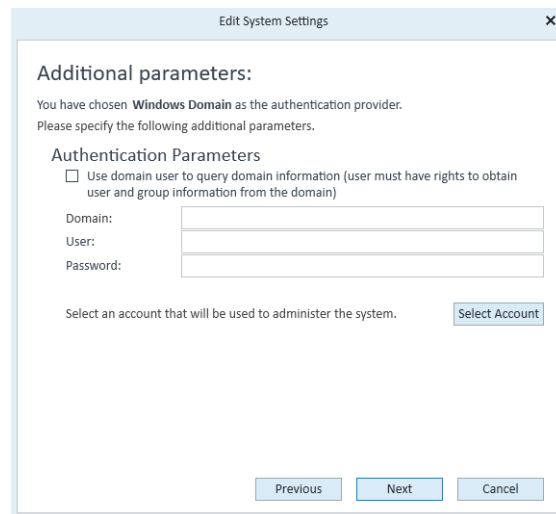 Edit System Settings
Additional parameters:
You have chosen Windows Domain as the authentication provider.
Please specify the following additional parameters.
Authentication Parameters
Use domain user to query domain information (user must have rights to obtain
user and group information from the domain)
Domain:
User:
Password:
Select an account that will be used to administer the system.
Select Account
Previous
Next
Cancel